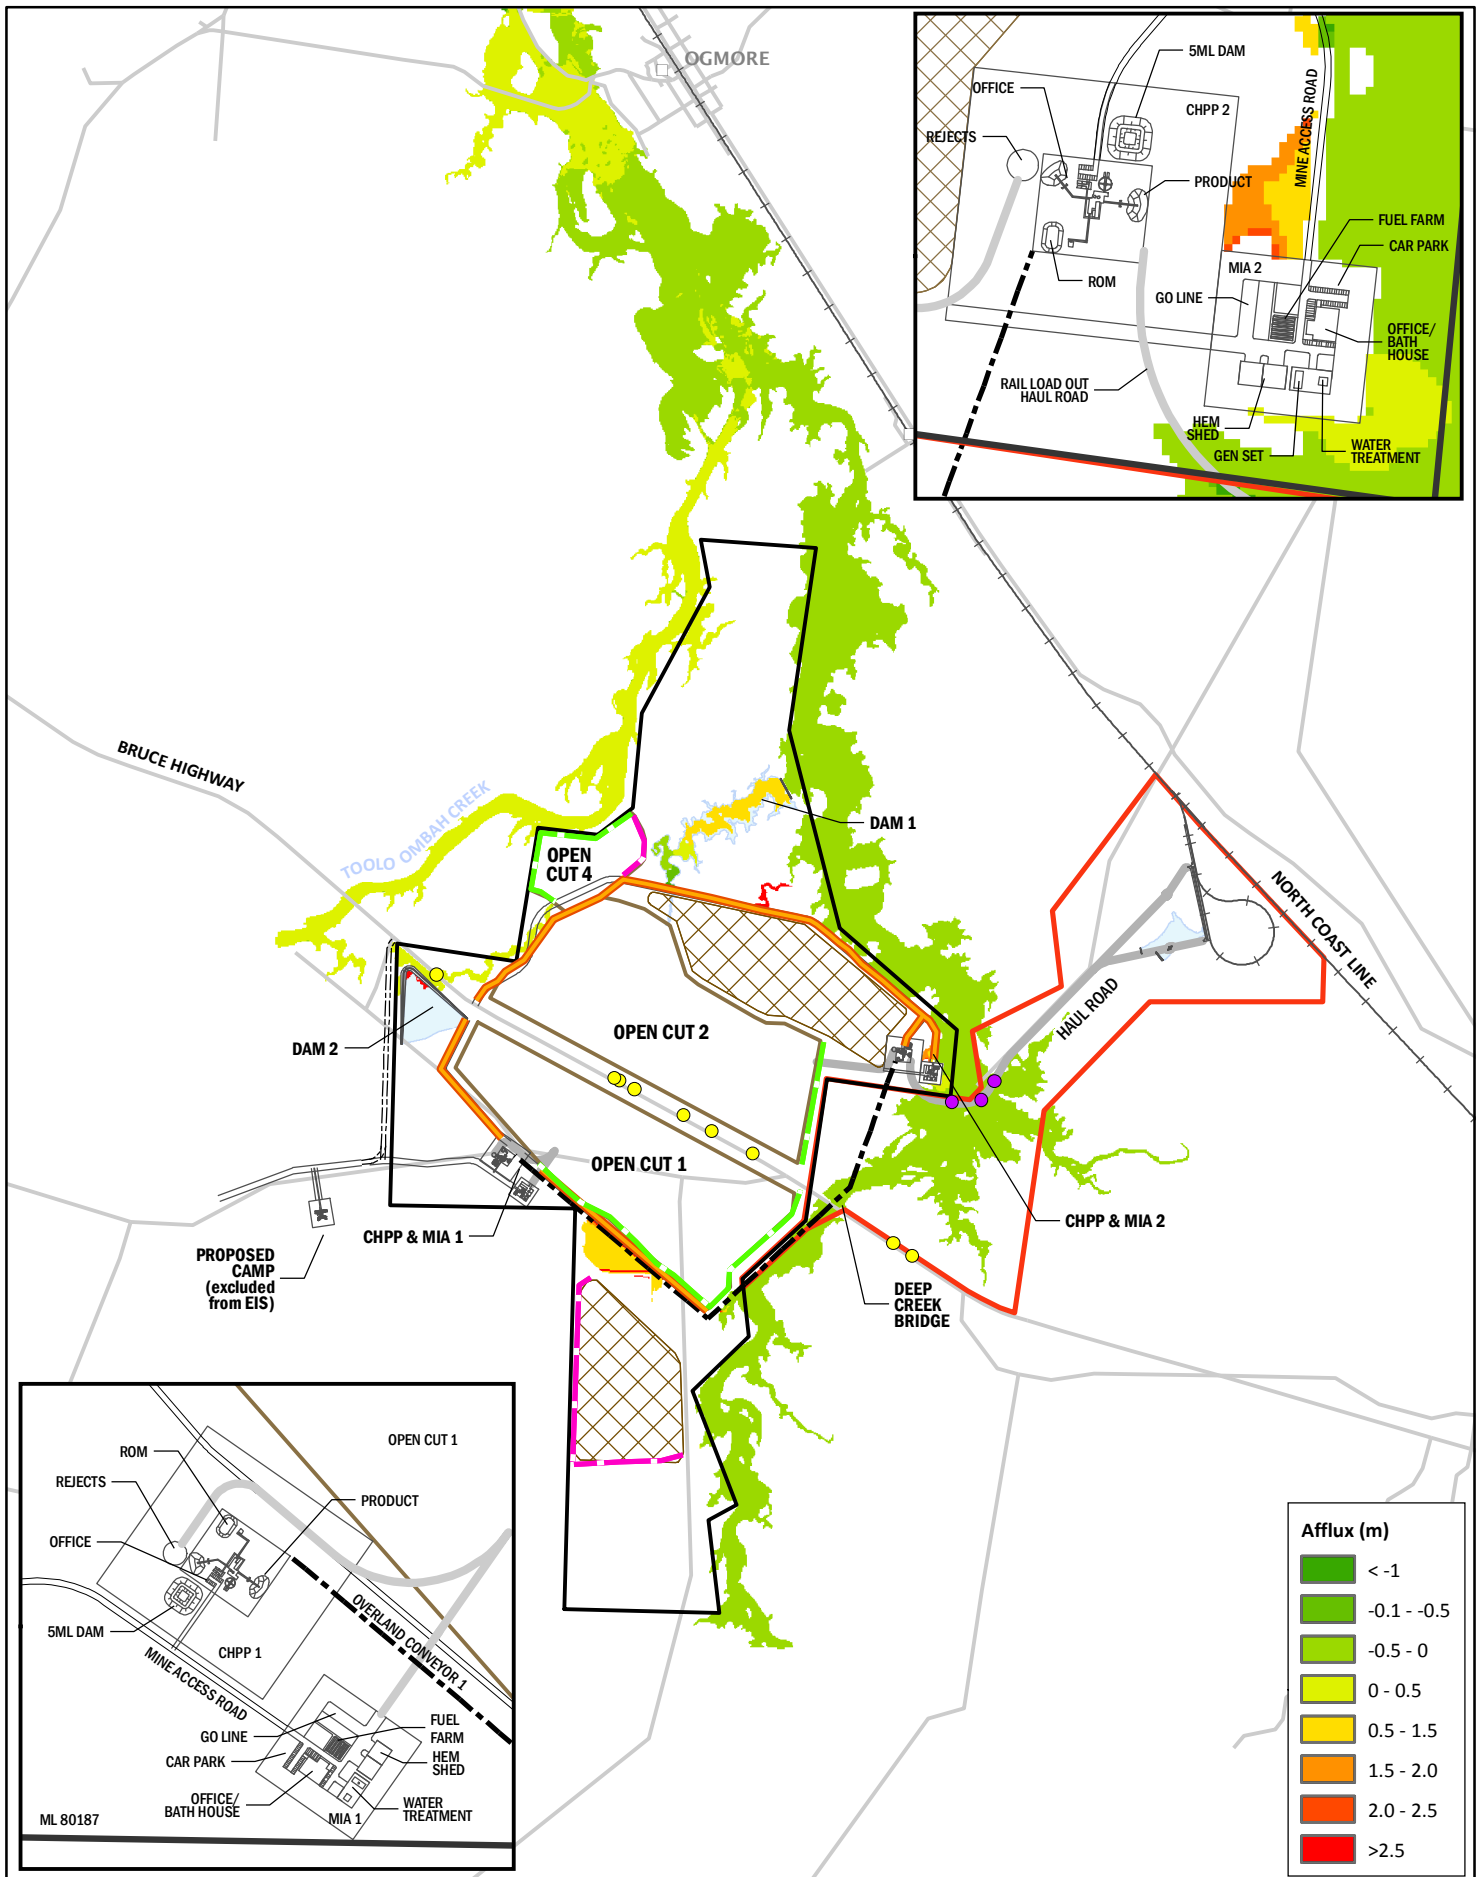 OGMORE
5ML DAM
OFFICE
CHPP 2
REJECTS
MINE ACCESS ROAD
PRODUCT
FUEL FARM
CAR PARK
MIA 2
ROM
GO LINE
OFFICE/
BATH
HOUSE
RAIL LOAD OUT
HAUL ROAD
HEM
SHED
GEN SET
WATER
TREATMENT
BRUCE HIGHWAY
TOOLO OMBAH CREEK
DAM 1
OPEN
CUT 4
NORTH COAST LINE
HAUL ROAD
DAM 2
OPEN CUT 2
OPEN CUT 1
CHPP & MIA 1
CHPP & MIA 2
PROPOSED
CAMP
(excluded
from EIS)
DEEP
CREEK
BRIDGE
OPEN CUT 1
ROM
REJECTS
PRODUCT
OFFICE
OVERLAND CONVEYOR 1
5ML DAM
CHPP 1
MINE ACCESS ROAD
FUEL
FARM
GO LINE
HEM
SHED
CAR PARK
OFFICE/
BATH HOUSE
WATER
TREATMENT
MIA 1
ML 80187
Afflux (m)
< -1
-0.1 - -0.5
-0.5 - 0
0 - 0.5
0.5 - 1.5
1.5 - 2.0
2.0 - 2.5
>2.5